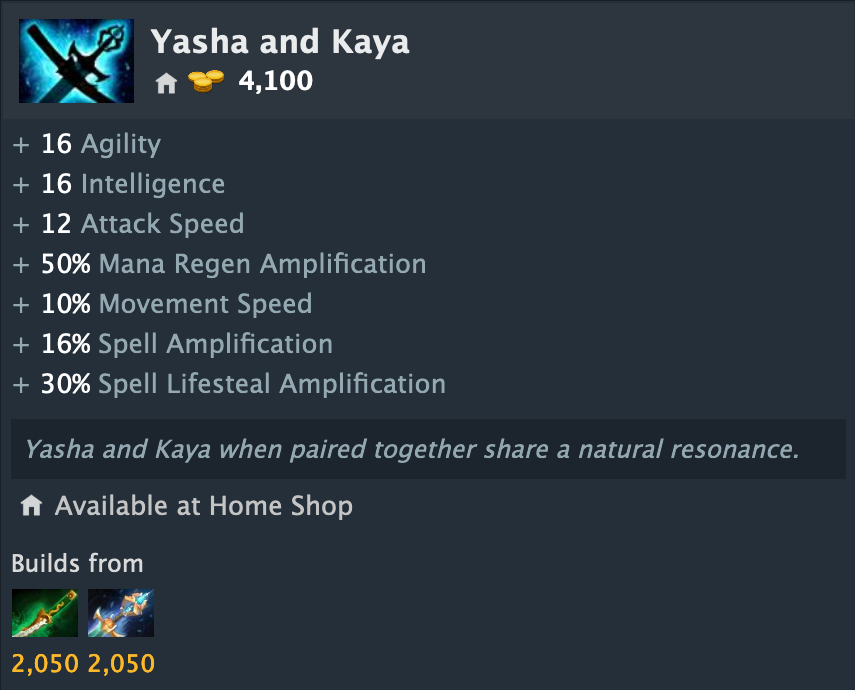 Yasha and Kaya
4,100
+ 16 Agility
+ 16 Intelligence
+ 12 Attack Speed
+ 50% Mana Regen Amplification
+ 10% Movement Speed
+ 16% Spell Amplification
+ 30% Spell Lifesteal Amplification
Yasha and Kaya when paired together share a natural resonance.
Available at Home Shop
Builds from
2,050 2,050